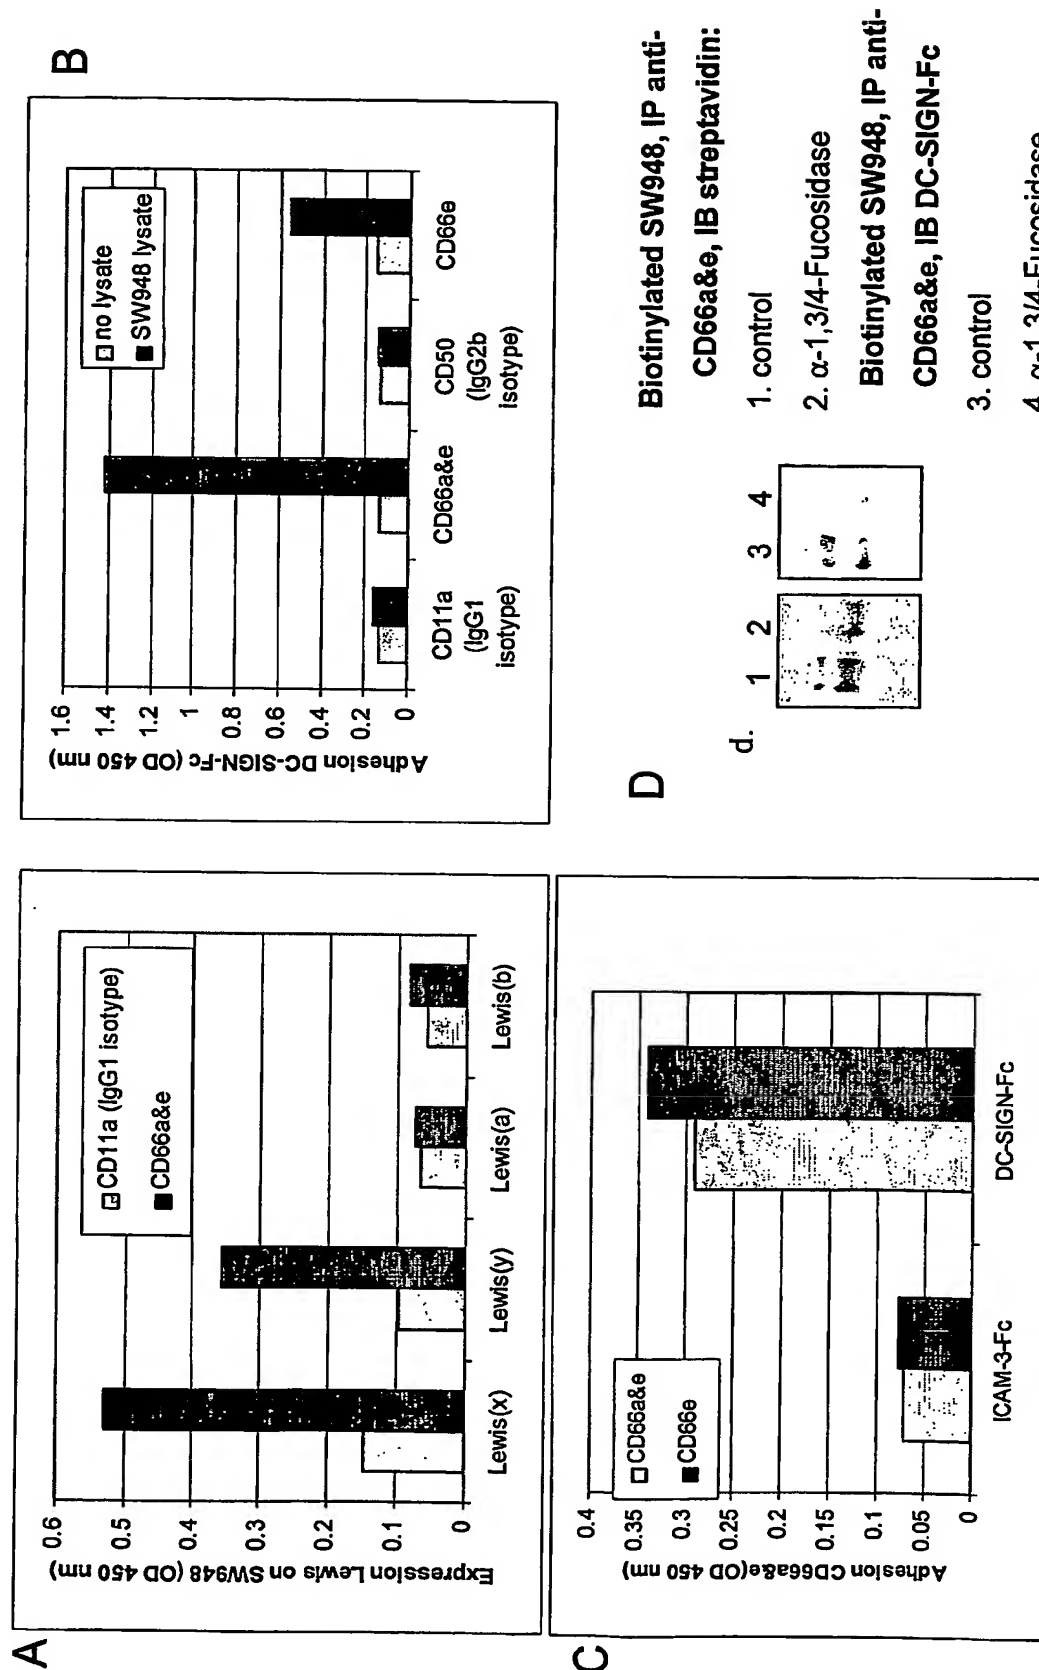 A
Expression Lewis on SW948 (OD 450 nm)
0.6
0.5
0.4
0.3
0.2
0.1
0
CD11a (IgG1 isotype)
CD66a&e
Lewis(x)
Lewis(y)
Lewis(a)
Lewis(b)
B
Adhesion DC-SIGN-Fc (OD 450 nm)
1.6
1.4
1.2
1
0.8
0.6
0.4
0.2
0
no lysate
SW948 lysate
CD11a
(IgG1
isotype)
CD66a&e
CD50
(IgG2b
isotype)
CD66e
C
Adhesion CD66a&e(OD 450 nm)
0.4
0.35
0.3
0.25
0.2
0.15
0.1
0.05
0
CD66a&e
CD66e
ICAM-3-Fc
DC-SIGN-Fc
D
d.
1 2 3 4
Biotinylated SW948, IP anti-
CD66a&e, IB streptavidin:
1. control
2. α-1,3/4-Fucosidase
Biotinylated SW948, IP anti-
CD66a&e, IB DC-SIGN-Fc
3. control
4. α-1,3/4-Fucosidase